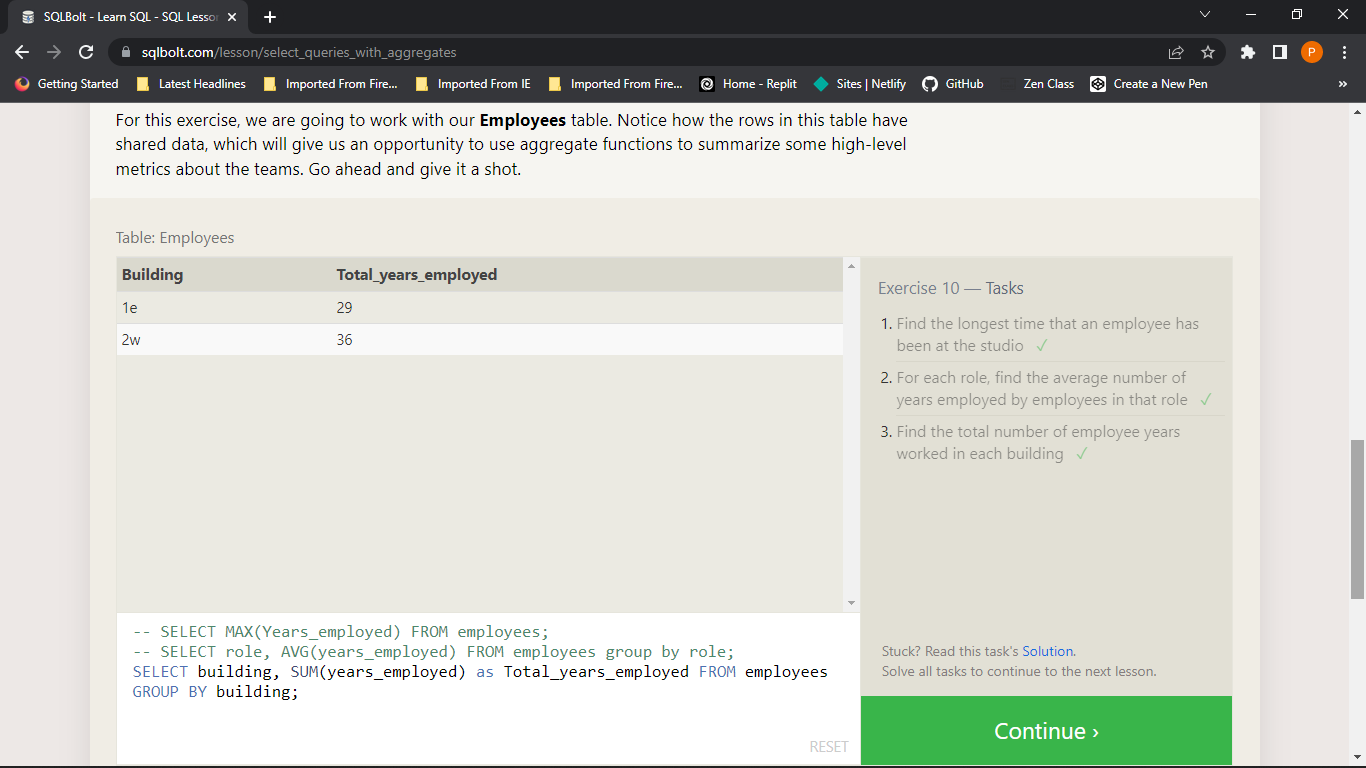 SQLBolt - Learn SQL - SQL Lesson
sqlbolt.com/lesson/select_queries_with_aggregates
P
Getting Started
Latest Headlines
Imported From Fire...
Imported From IE
Imported From Fire...
Home - Replit
Sites | Netlify
GitHub
Zen Class
Create a New Pen
»
For this exercise, we are going to work with our Employees table. Notice how the rows in this table have
shared data, which will give us an opportunity to use aggregate functions to summarize some high-level
metrics about the teams. Go ahead and give it a shot.
Table: Employees
Building Total_years_employed
1e 29
2w 36
-- SELECT MAX(Years_employed) FROM employees;
-- SELECT role, AVG(years_employed) FROM employees group by role;
SELECT building, SUM(years_employed) as Total_years_employed FROM employees
GROUP BY building;
RESET
Exercise 10 — Tasks
1. Find the longest time that an employee has
been at the studio ✓
2. For each role, find the average number of
years employed by employees in that role ✓
3. Find the total number of employee years
worked in each building ✓
Stuck? Read this task's Solution.
Solve all tasks to continue to the next lesson.
Continue ›